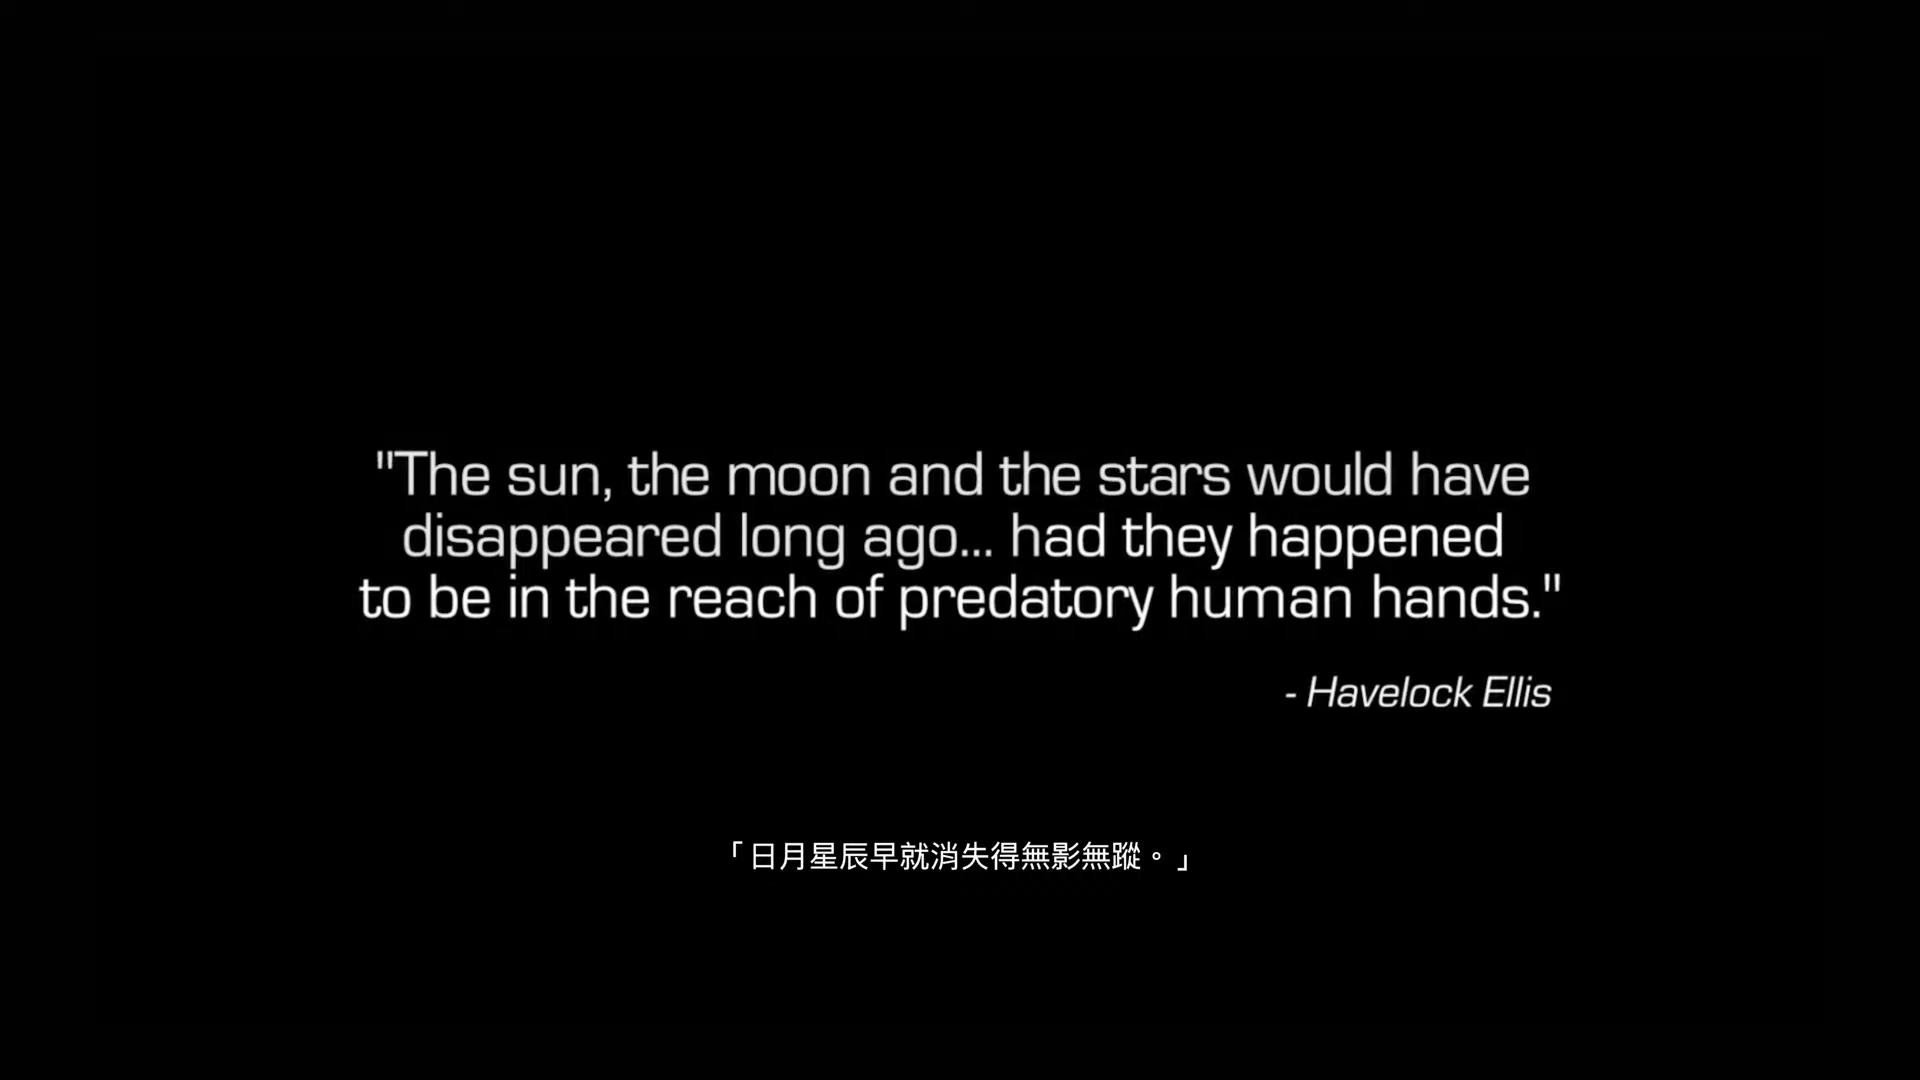 "The sun, the moon and the stars would have
disappeared long ago... had they happened
to be in the reach of predatory human hands."
- Havelock Ellis
「日月星辰早就消失得無影無蹤。」